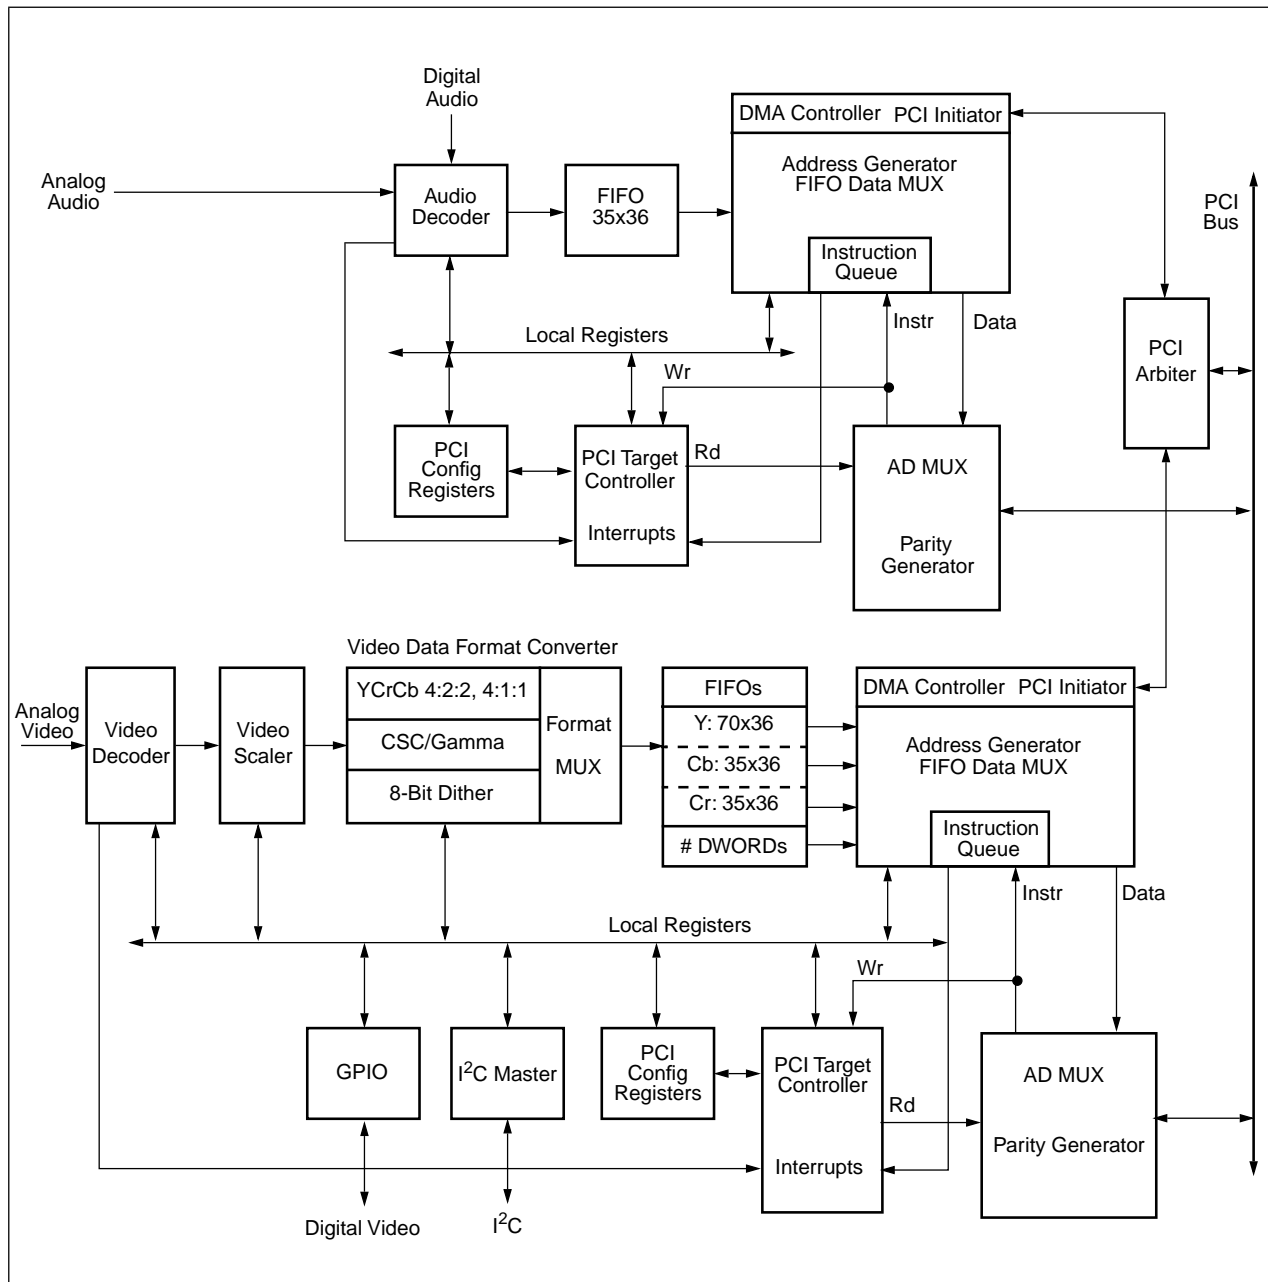 Digital
Audio
DMA Controller PCI Initiator
Analog
Audio
Audio
Decoder
FIFO
35x36
Address Generator
FIFO Data MUX
PCI
Bus
Instruction
Queue
Instr
Data
Local Registers
PCI
Arbiter
Wr
PCI
Config
Registers
PCI Target
Controller
Interrupts
Rd
AD MUX
Parity
Generator
Video Data Format Converter
Analog
Video
Video
Decoder
Video
Scaler
YCrCb 4:2:2, 4:1:1
CSC/Gamma
8-Bit Dither
Format
MUX
FIFOs
Y: 70x36
Cb: 35x36
Cr: 35x36
# DWORDs
DMA Controller PCI Initiator
Address Generator
FIFO Data MUX
Instruction
Queue
Instr
Data
Local Registers
Wr
GPIO
I²C Master
PCI
Config
Registers
PCI Target
Controller
Interrupts
Rd
AD MUX
Parity Generator
Digital Video
I²C